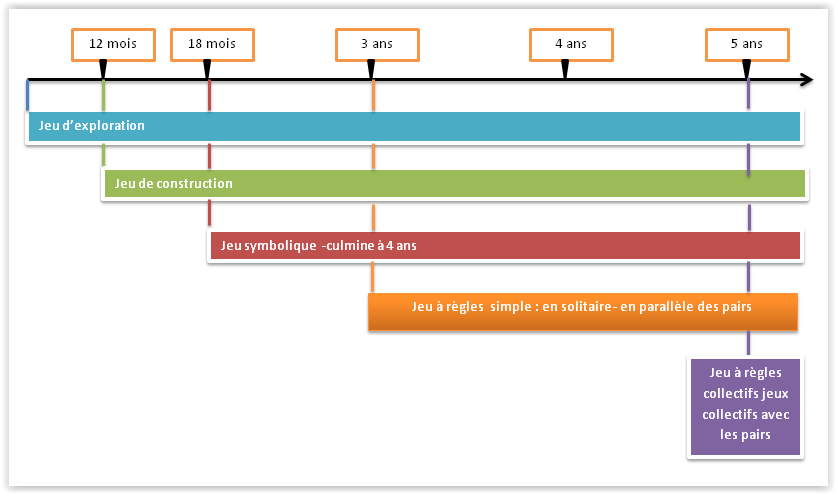 12 mois
18 mois
3 ans
4 ans
5 ans
Jeu d'exploration
Jeu de construction
Jeu symbolique -culmine à 4 ans
Jeu à règles simple : en solitaire- en parallèle des pairs
Jeu à règles
collectifs jeux
collectifs avec
les pairs